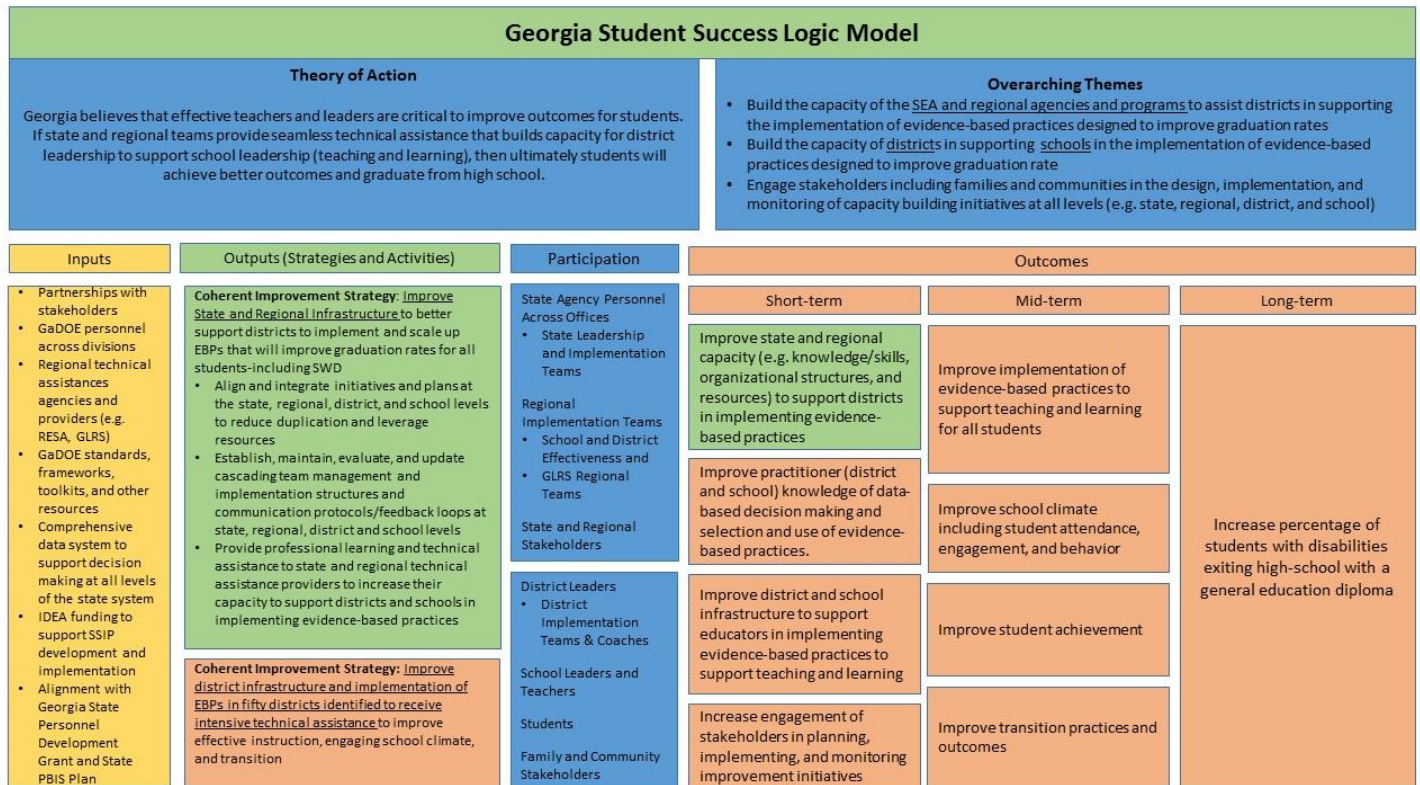 Georgia Student Success Logic Model
Theory of Action
Georgia believes that effective teachers and leaders are critical to improve outcomes for students.
If state and regional teams provide seamless technical assistance that builds capacity for district
leadership to support school leadership (teaching and learning), then ultimately students will
achieve better outcomes and graduate from high school.
Overarching Themes
• Build the capacity of the SEA and regional agencies and programs to assist districts in supporting
the implementation of evidence-based practices designed to improve graduation rates
• Build the capacity of districts in supporting schools in the implementation of evidence-based
practices designed to improve graduation rate
• Engage stakeholders including families and communities in the design, implementation, and
monitoring of capacity building initiatives at all levels (e.g. state, regional, district, and school)
Inputs
• Partnerships with
stakeholders
• GaDOE personnel
across divisions
• Regional technical
assistances
agencies and
providers (e.g.
RESA, GLRS)
• GaDOE standards,
frameworks,
toolkits, and other
resources
• Comprehensive
data system to
support decision
making at all levels
of the state system
• IDEA funding to
support SSIP
development and
implementation
• Alignment with
Georgia State
Personnel
Development
Grant and State
PBIS Plan
Outputs (Strategies and Activities)
Coherent Improvement Strategy: Improve
State and Regional Infrastructure to better
support districts to implement and scale up
EBPs that will improve graduation rates for all
students-including SWD
• Align and integrate initiatives and plans at
the state, regional, district, and school levels
to reduce duplication and leverage
resources
• Establish, maintain, evaluate, and update
cascading team management and
implementation structures and
communication protocols/feedback loops at
state, regional, district and school levels
• Provide professional learning and technical
assistance to state and regional technical
assistance providers to increase their
capacity to support districts and schools in
implementing evidence-based practices
Coherent Improvement Strategy: Improve
district infrastructure and implementation of
EBPs in fifty districts identified to receive
intensive technical assistance to improve
effective instruction, engaging school climate,
and transition
Participation
State Agency Personnel
Across Offices
• State Leadership
and Implementation
Teams
Regional
Implementation Teams
• School and District
Effectiveness and
• GLRS Regional
Teams
State and Regional
Stakeholders
District Leaders
• District
Implementation
Teams & Coaches
School Leaders and
Teachers
Students
Family and Community
Stakeholders
Outcomes
Short-term
Improve state and regional
capacity (e.g. knowledge/skills,
organizational structures, and
resources) to support districts
in implementing evidence-
based practices
Improve practitioner (district
and school) knowledge of data-
based decision making and
selection and use of evidence-
based practices.
Improve district and school
infrastructure to support
educators in implementing
evidence-based practices to
support teaching and learning
Increase engagement of
stakeholders in planning,
implementing, and monitoring
improvement initiatives
Mid-term
Improve implementation of
evidence-based practices to
support teaching and learning
for all students
Improve school climate
including student attendance,
engagement, and behavior
Improve student achievement
Improve transition practices and
outcomes
Long-term
Increase percentage of
students with disabilities
exiting high-school with a
general education diploma